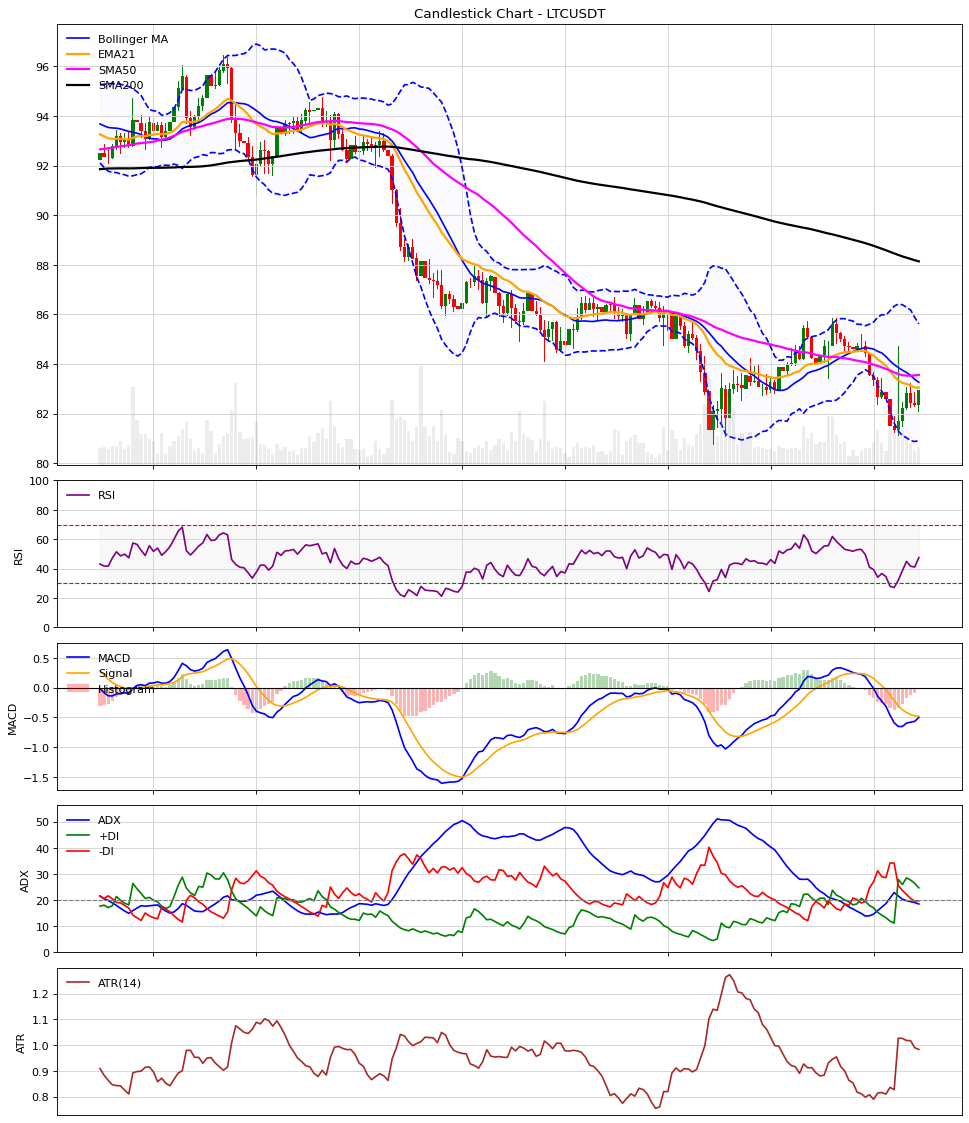 Candlestick Chart - LTCUSDT
Bollinger MA
EMA21
SMA50
SMA200
96
94
92
90
88
86
84
82
80
100
80
60
40
20
0
RSI
RSI
0.5
0.0
−0.5
−1.0
−1.5
MACD
MACD
Signal
Histogram
50
40
30
20
10
0
ADX
ADX
+DI
-DI
1.2
1.1
1.0
0.9
0.8
ATR
ATR(14)